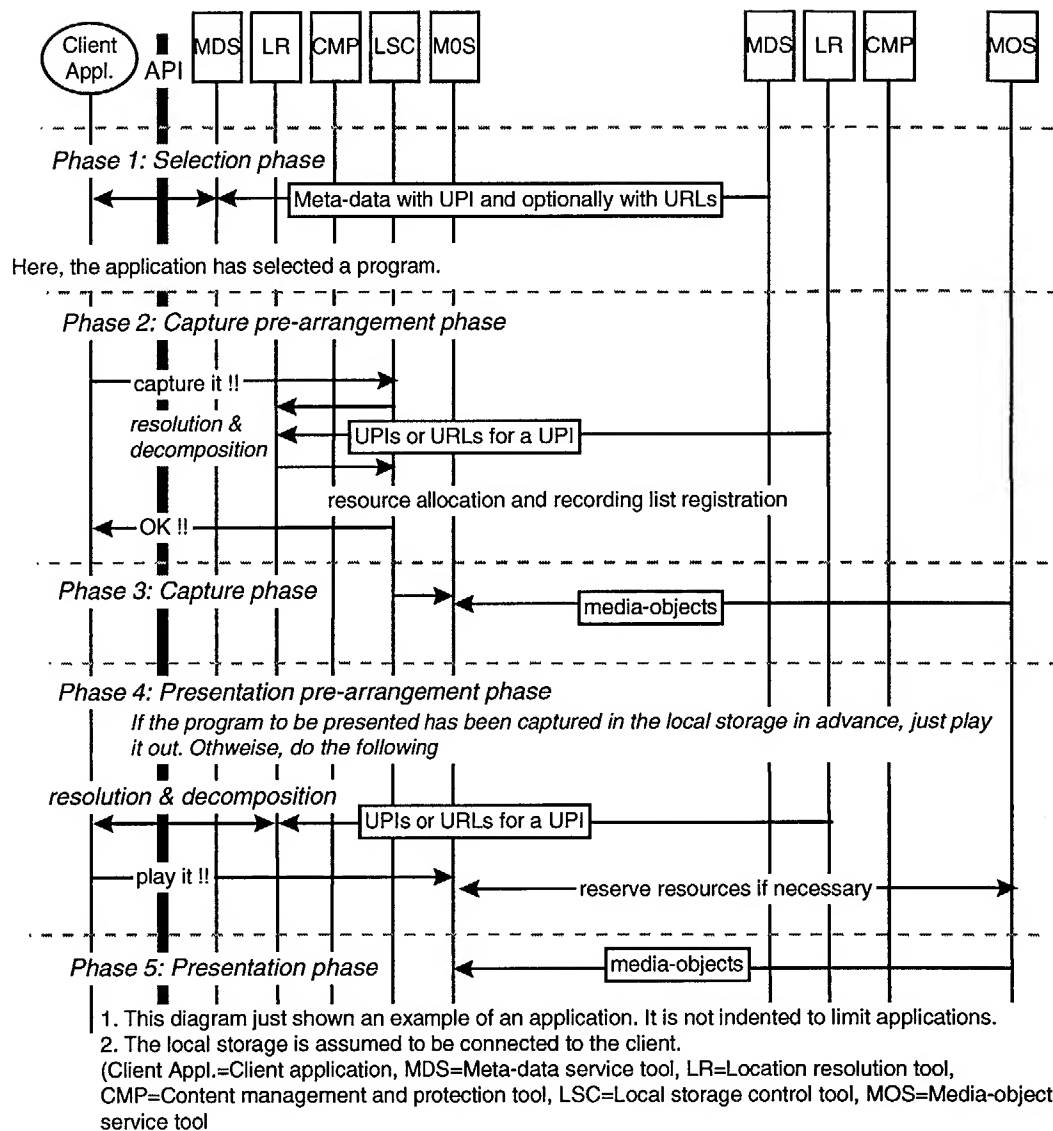 Client Appl.
API
MDS
LR
CMP
LSC
M0S
MDS
LR
CMP
MOS
Phase 1: Selection phase
Meta-data with UPI and optionally with URLs
Here, the application has selected a program.
Phase 2: Capture pre-arrangement phase
capture it !!
resolution &
decomposition
UPIs or URLs for a UPI
resource allocation and recording list registration
OK !!
Phase 3: Capture phase
media-objects
Phase 4: Presentation pre-arrangement phase
If the program to be presented has been captured in the local storage in advance, just play
it out. Othweise, do the following
resolution & decomposition
UPIs or URLs for a UPI
play it !!
reserve resources if necessary
Phase 5: Presentation phase
media-objects
1. This diagram just shown an example of an application. It is not indented to limit applications.
2. The local storage is assumed to be connected to the client.
(Client Appl.=Client application, MDS=Meta-data service tool, LR=Location resolution tool,
CMP=Content management and protection tool, LSC=Local storage control tool, MOS=Media-object
service tool